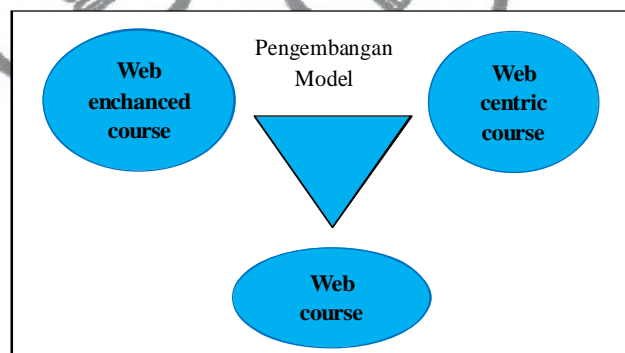 Web
enchanced
course
Pengembangan
Model
Web
centric
course
Web
course